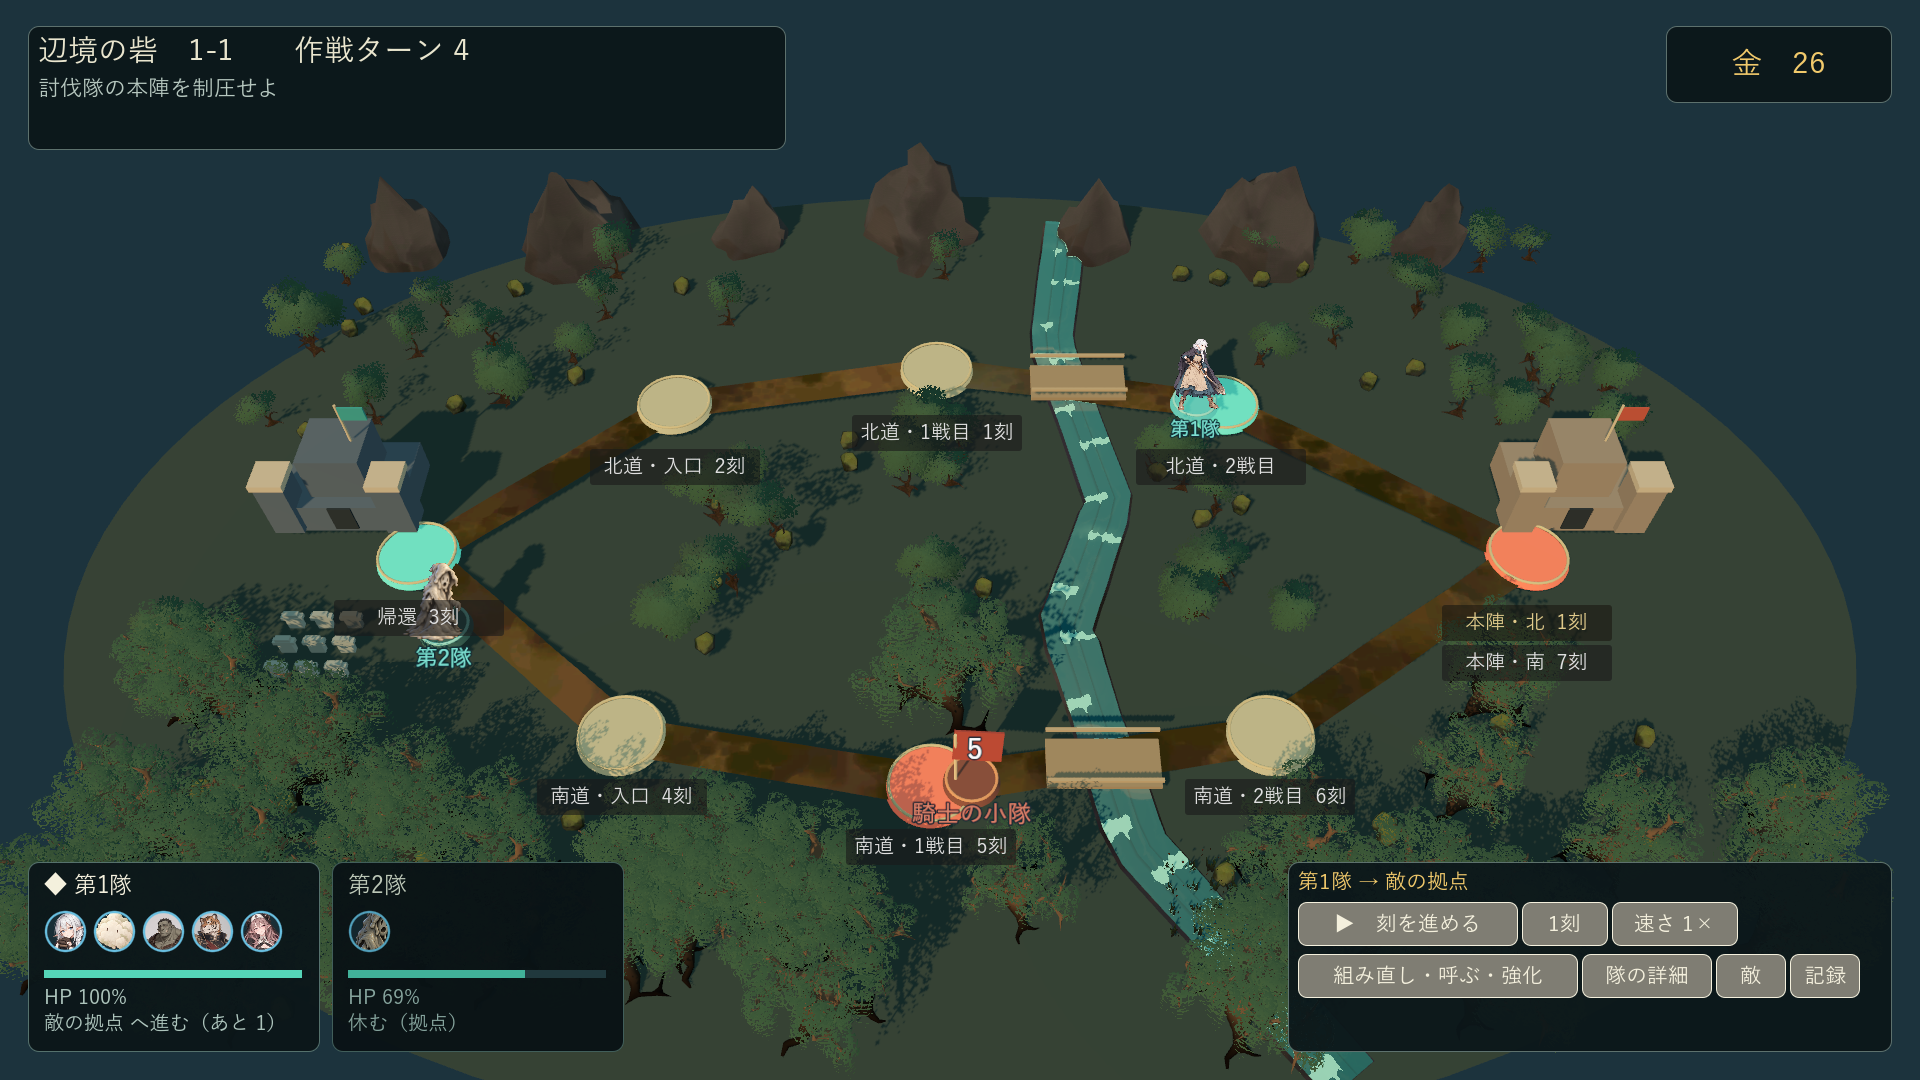 辺境の砦　1-1　　作戦ターン 4
討伐隊の本陣を制圧せよ
金　26
第1隊
北道・1戦目 1刻
北道・入口 2刻
北道・2戦目
帰還 3刻
第2隊
本陣・北 1刻
本陣・南 7刻
5
騎士の小隊
南道・入口 4刻
南道・2戦目 6刻
南道・1戦目 5刻
◆ 第1隊
HP 100%
敵の拠点 へ進む（あと 1）
第2隊
HP 69%
休む（拠点）
第1隊 → 敵の拠点
▶　刻を進める
1刻
速さ 1×
組み直し・呼ぶ・強化
隊の詳細
敵
記録